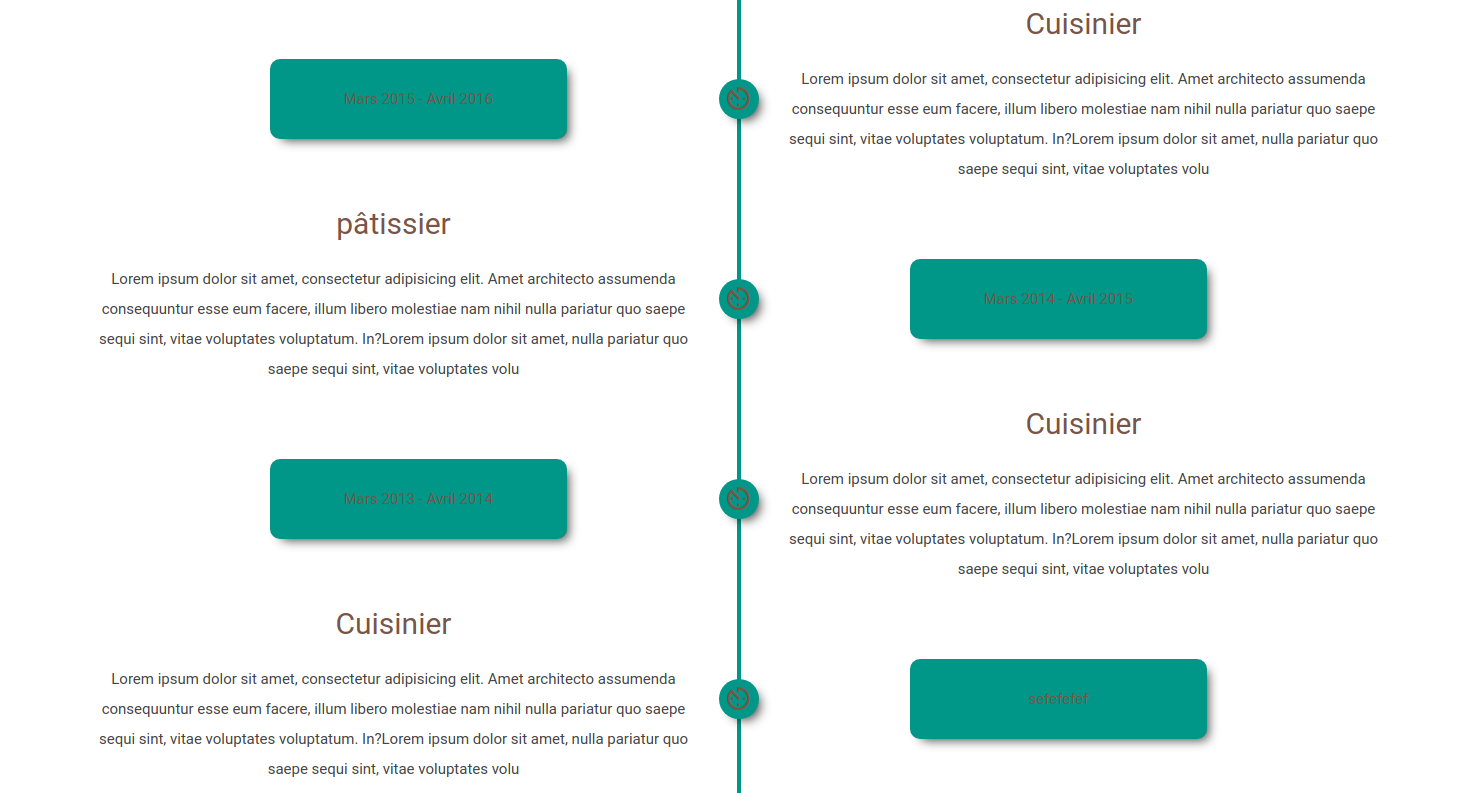 Cuisinier
Mars 2015 - Avril 2016
Lorem ipsum dolor sit amet, consectetur adipisicing elit. Amet architecto assumenda
consequuntur esse eum facere, illum libero molestiae nam nihil nulla pariatur quo saepe
sequi sint, vitae voluptates voluptatum. In?Lorem ipsum dolor sit amet, nulla pariatur quo
saepe sequi sint, vitae voluptates volu
pâtissier
Lorem ipsum dolor sit amet, consectetur adipisicing elit. Amet architecto assumenda
consequuntur esse eum facere, illum libero molestiae nam nihil nulla pariatur quo saepe
sequi sint, vitae voluptates voluptatum. In?Lorem ipsum dolor sit amet, nulla pariatur quo
saepe sequi sint, vitae voluptates volu
Mars 2014 - Avril 2015
Cuisinier
Mars 2013 - Avril 2014
Lorem ipsum dolor sit amet, consectetur adipisicing elit. Amet architecto assumenda
consequuntur esse eum facere, illum libero molestiae nam nihil nulla pariatur quo saepe
sequi sint, vitae voluptates voluptatum. In?Lorem ipsum dolor sit amet, nulla pariatur quo
saepe sequi sint, vitae voluptates volu
Cuisinier
Lorem ipsum dolor sit amet, consectetur adipisicing elit. Amet architecto assumenda
consequuntur esse eum facere, illum libero molestiae nam nihil nulla pariatur quo saepe
sequi sint, vitae voluptates voluptatum. In?Lorem ipsum dolor sit amet, nulla pariatur quo
saepe sequi sint, vitae voluptates volu
sefefefef